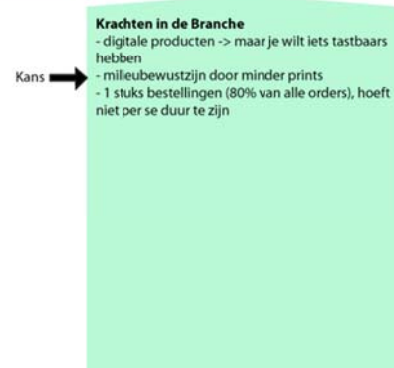 Krachten in de Branche
- digitale producten -> maar je wilt iets tastbaars
hebben
Kans
- milieubewustzijn door minder prints
- 1 stuks bestellingen (80% van alle orders), hoeft
niet per se duur te zijn